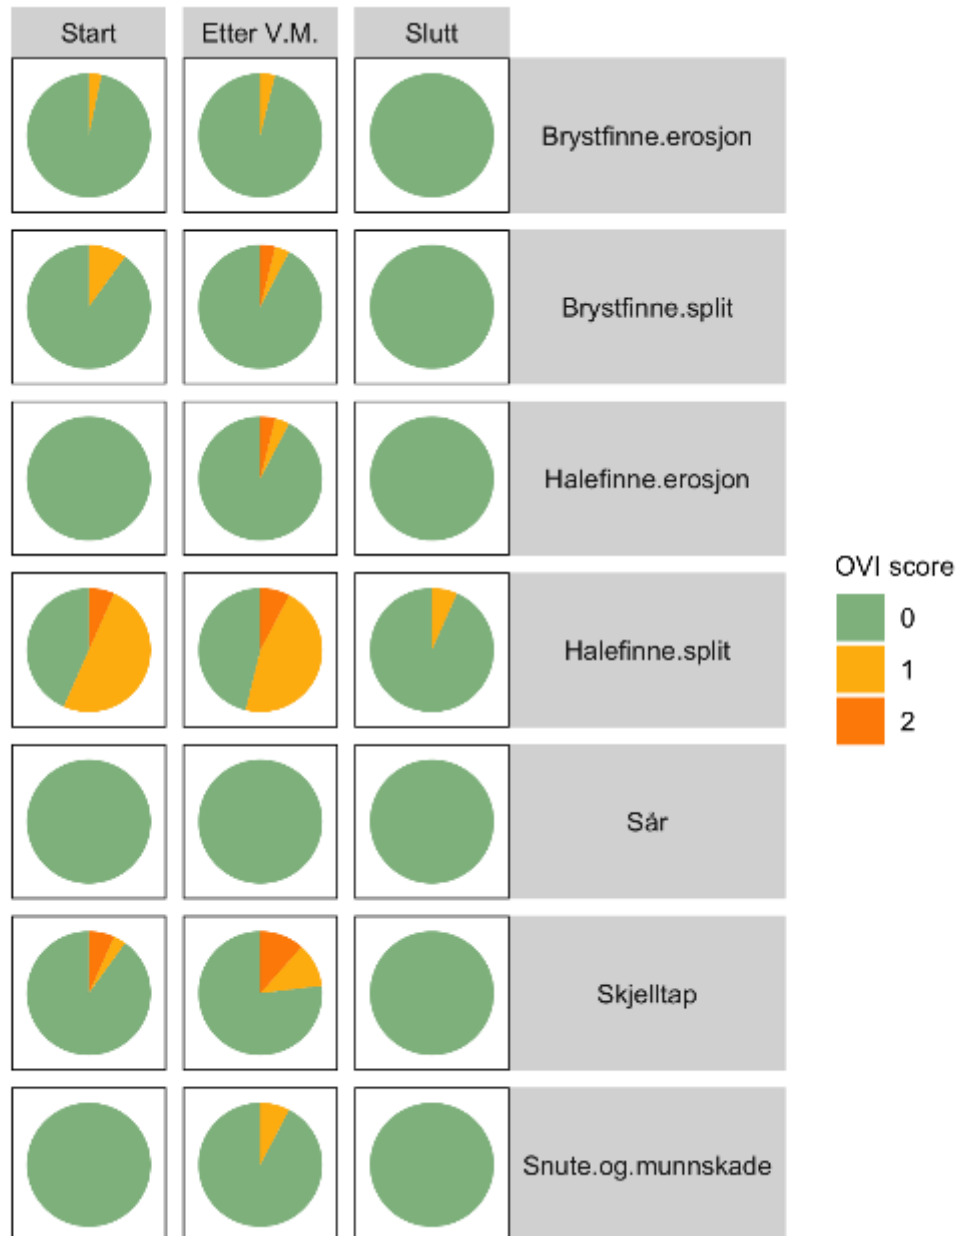 Start
Etter V.M.
Slutt
Brystfinne.erosjon
Brystfinne.split
Halefinne.erosjon
Halefinne.split
Sår
Skjelltap
Snute.og.munnskade
OVI score
0
1
2